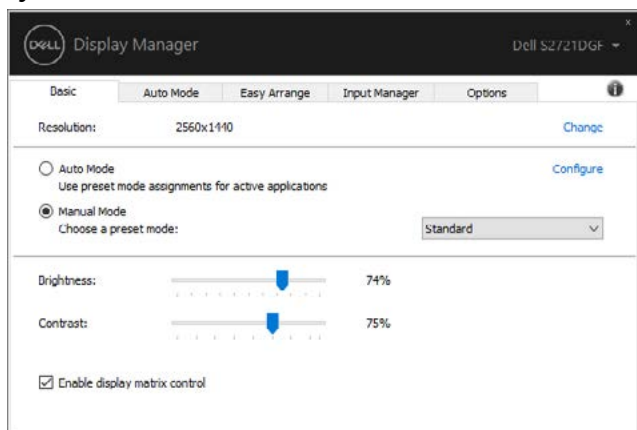 DELL Display Manager
Dell S2721DGF
x
Basic Auto Mode Easy Arrange Input Manager Options
Resolution: 2560x1440 Change
Auto Mode Configure
Use preset mode assignments for active applications
Manual Mode
Choose a preset mode: Standard
Brightness: 74%
Contrast: 75%
Enable display matrix control